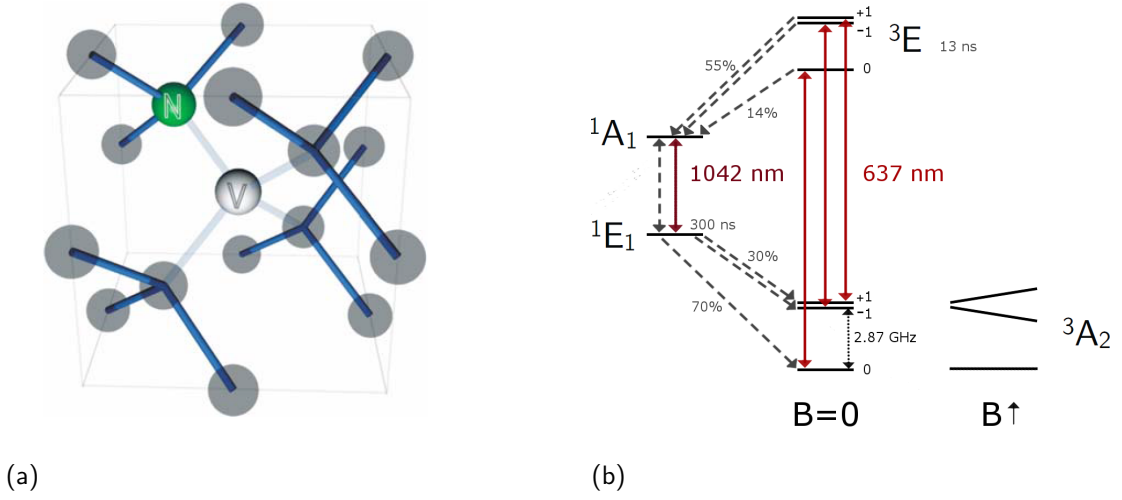 N
V
(a)
+1
-1
³E
13 ns
0
55%
14%
¹A₁
1042 nm
637 nm
¹E₁
300 ns
30%
70%
+1
−1
2.87 GHz
0
³A₂
B=0
B↑
(b)